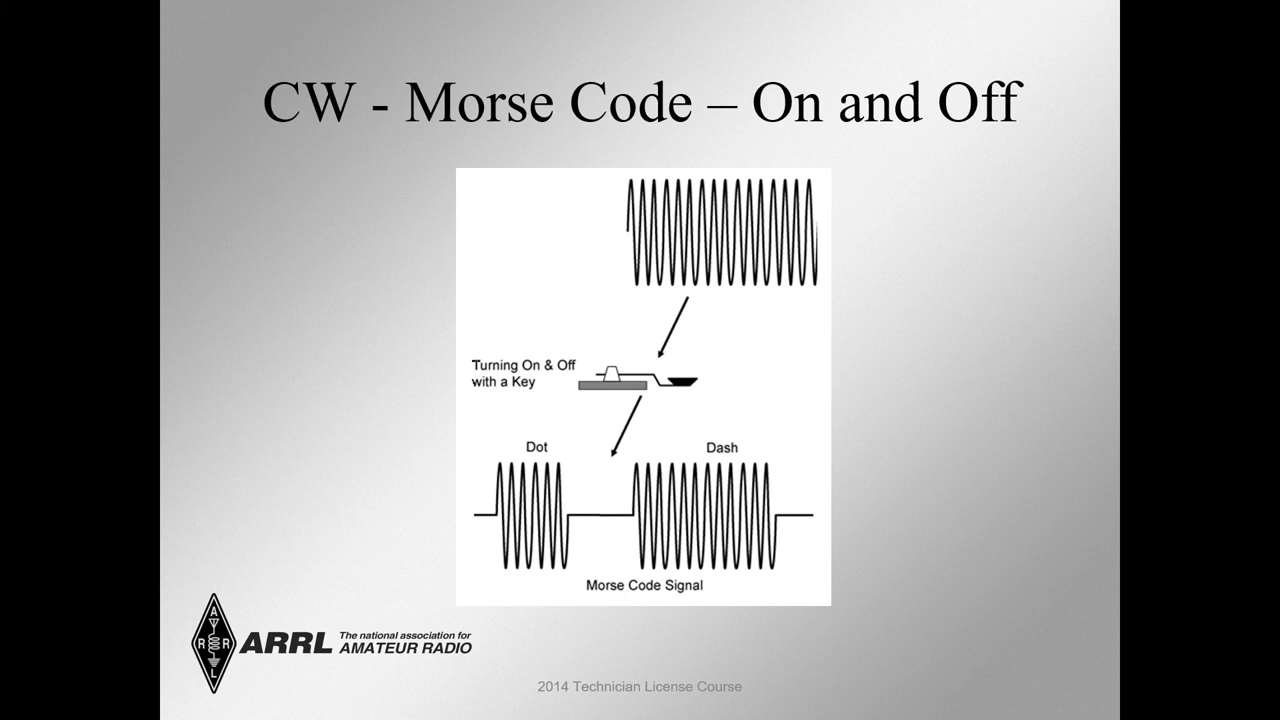 CW - Morse Code – On and Off
Turning On & Off
with a Key
Dot
Dash
Morse Code Signal
A
R R
L
ARRL
The national association for
AMATEUR RADIO
2014 Technician License Course